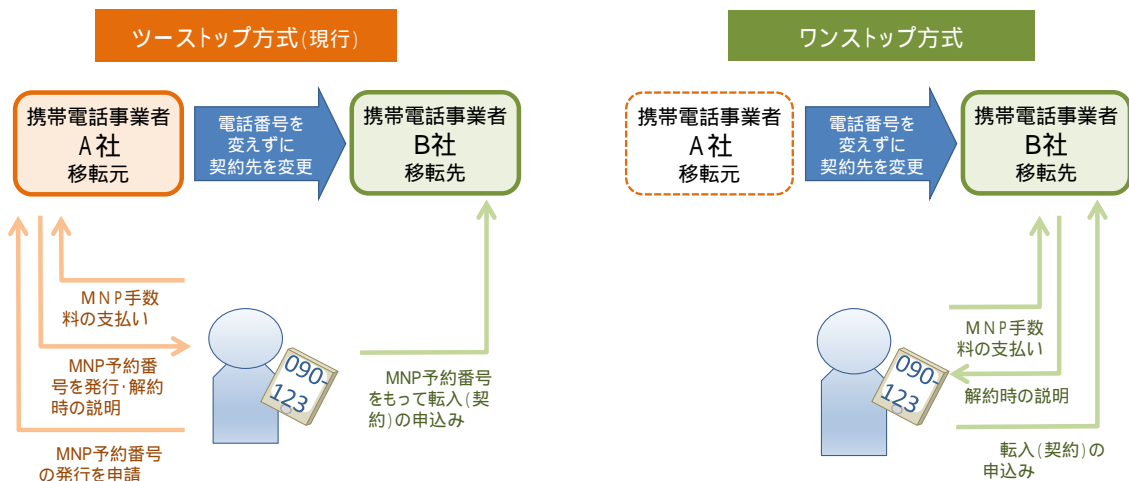 ツーストップ方式(現行)
携帯電話事業者
A社
移転元
電話番号を
変えずに
契約先を変更
携帯電話事業者
B社
移転先
MNP手数
料の支払い
MNP予約番
号を発行・解約
時の説明
MNP予約番号
の発行を申請
090-
123
MNP予約番号
をもって転入(契
約)の申込み
ワンストップ方式
携帯電話事業者
A社
移転元
電話番号を
変えずに
契約先を変更
携帯電話事業者
B社
移転先
MNP手数
料の支払い
090-
123
解約時の説明
転入(契約)の
申込み